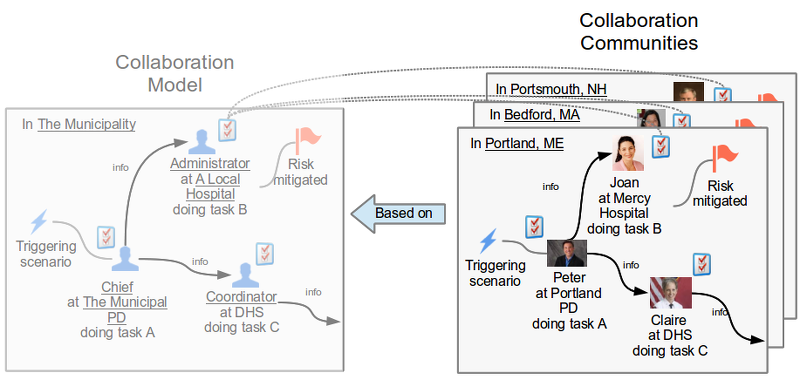 Collaboration
Model
In The Municipality
info
Administrator
at A Local
Hospital
doing task B
Risk
mitigated
Triggering
scenario
info
Chief
at The Municipal
PD
doing task A
Coordinator
at DHS
doing task C
info
Based on
Collaboration
Communities
In Portsmouth, NH
In Bedford, MA
In Portland, ME
info
Joan
at Mercy
Hospital
doing task B
Risk
mitigated
Triggering
scenario
info
Peter
at Portland
PD
doing task A
Claire
at DHS
doing task C
info